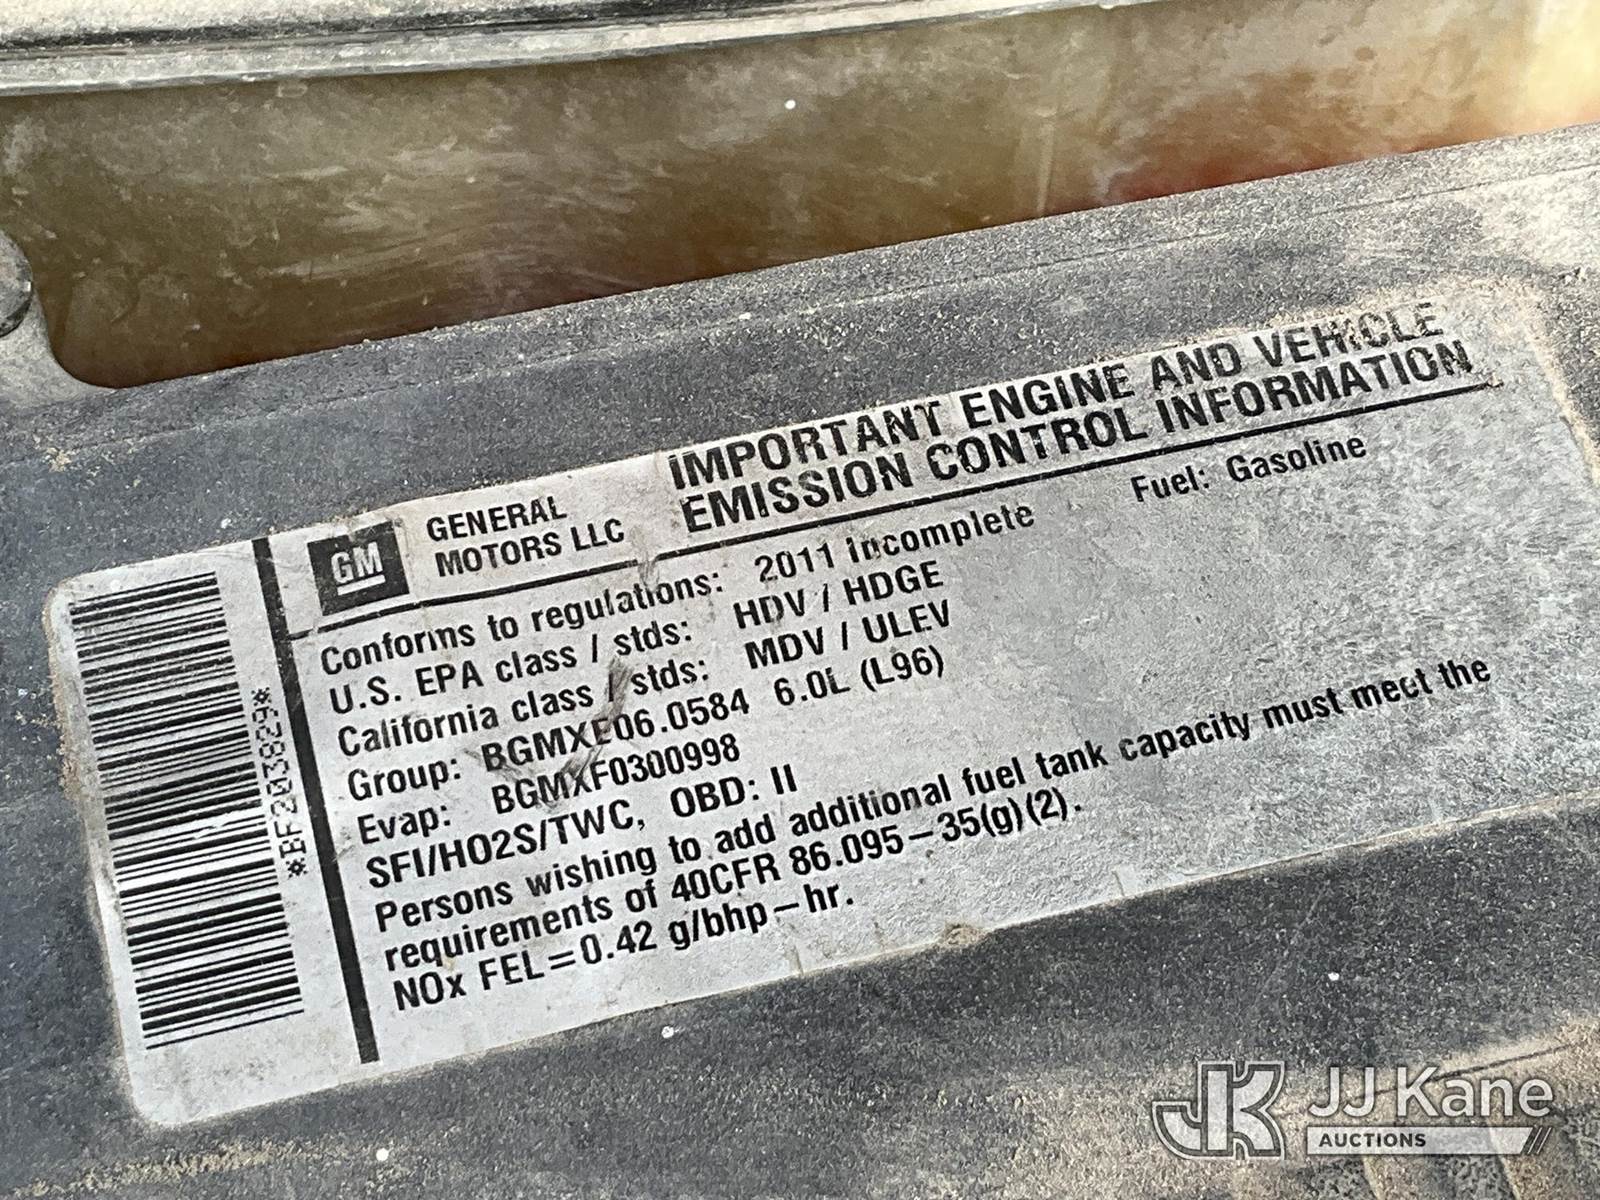 GM
GENERAL
MOTORS LLC
IMPORTANT ENGINE AND VEHICLE
EMISSION CONTROL INFORMATION
Conforms to regulations: 2011 Incomplete Fuel: Gasoline
U.S. EPA class / stds: HDV / HDGE
California class / stds: MDV / ULEV
Group: BGMXE06.0584 6.0L (L96)
Evap: BGMXF0300998
SFI/HO2S/TWC, OBD: II
Persons wishing to add additional fuel tank capacity must meet the
requirements of 40CFR 86.095-35(g)(2).
NOx FEL=0.42 g/bhp-hr.
*BF203829*
JK JJ Kane
AUCTIONS